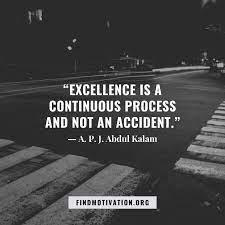 “EXCELLENCE IS A
CONTINUOUS PROCESS
AND NOT AN ACCIDENT.”
— A. P. J. Abdul Kalam
FINDMOTIVATION.ORG